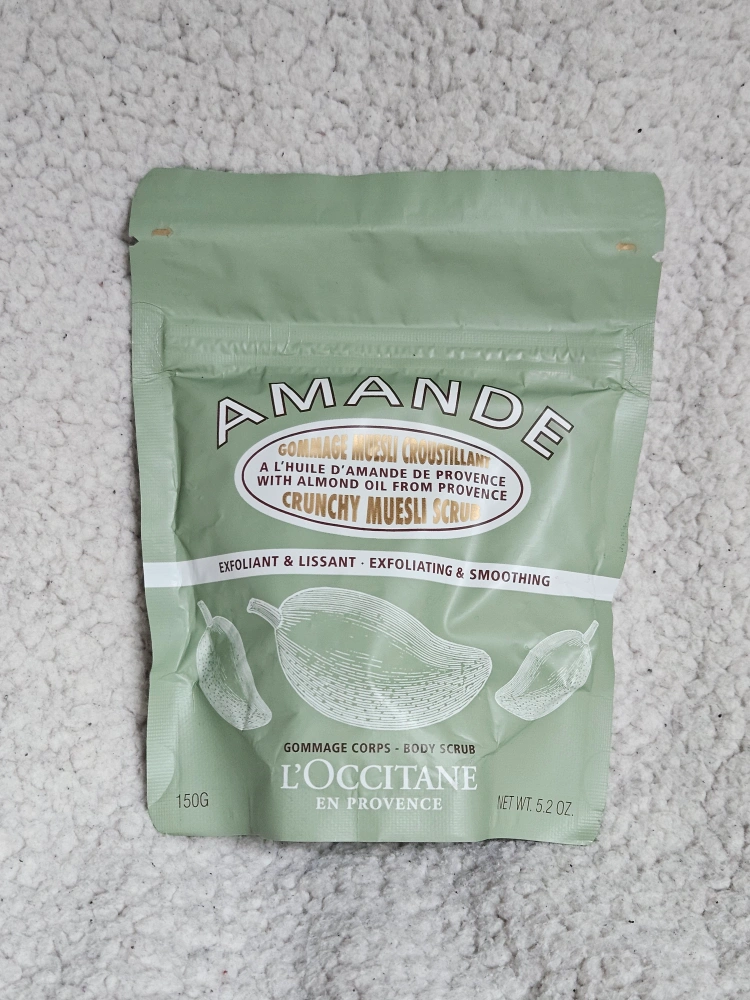 AMANDE
GOMMAGE MUESLI CROUSTILLANT
A L'HUILE D'AMANDE DE PROVENCE
WITH ALMOND OIL FROM PROVENCE
CRUNCHY MUESLI SCRUB
EXFOLIANT & LISSANT · EXFOLIATING & SMOOTHING
GOMMAGE CORPS - BODY SCRUB
L'OCCITANE
EN PROVENCE
150G
NET WT. 5.2 OZ.